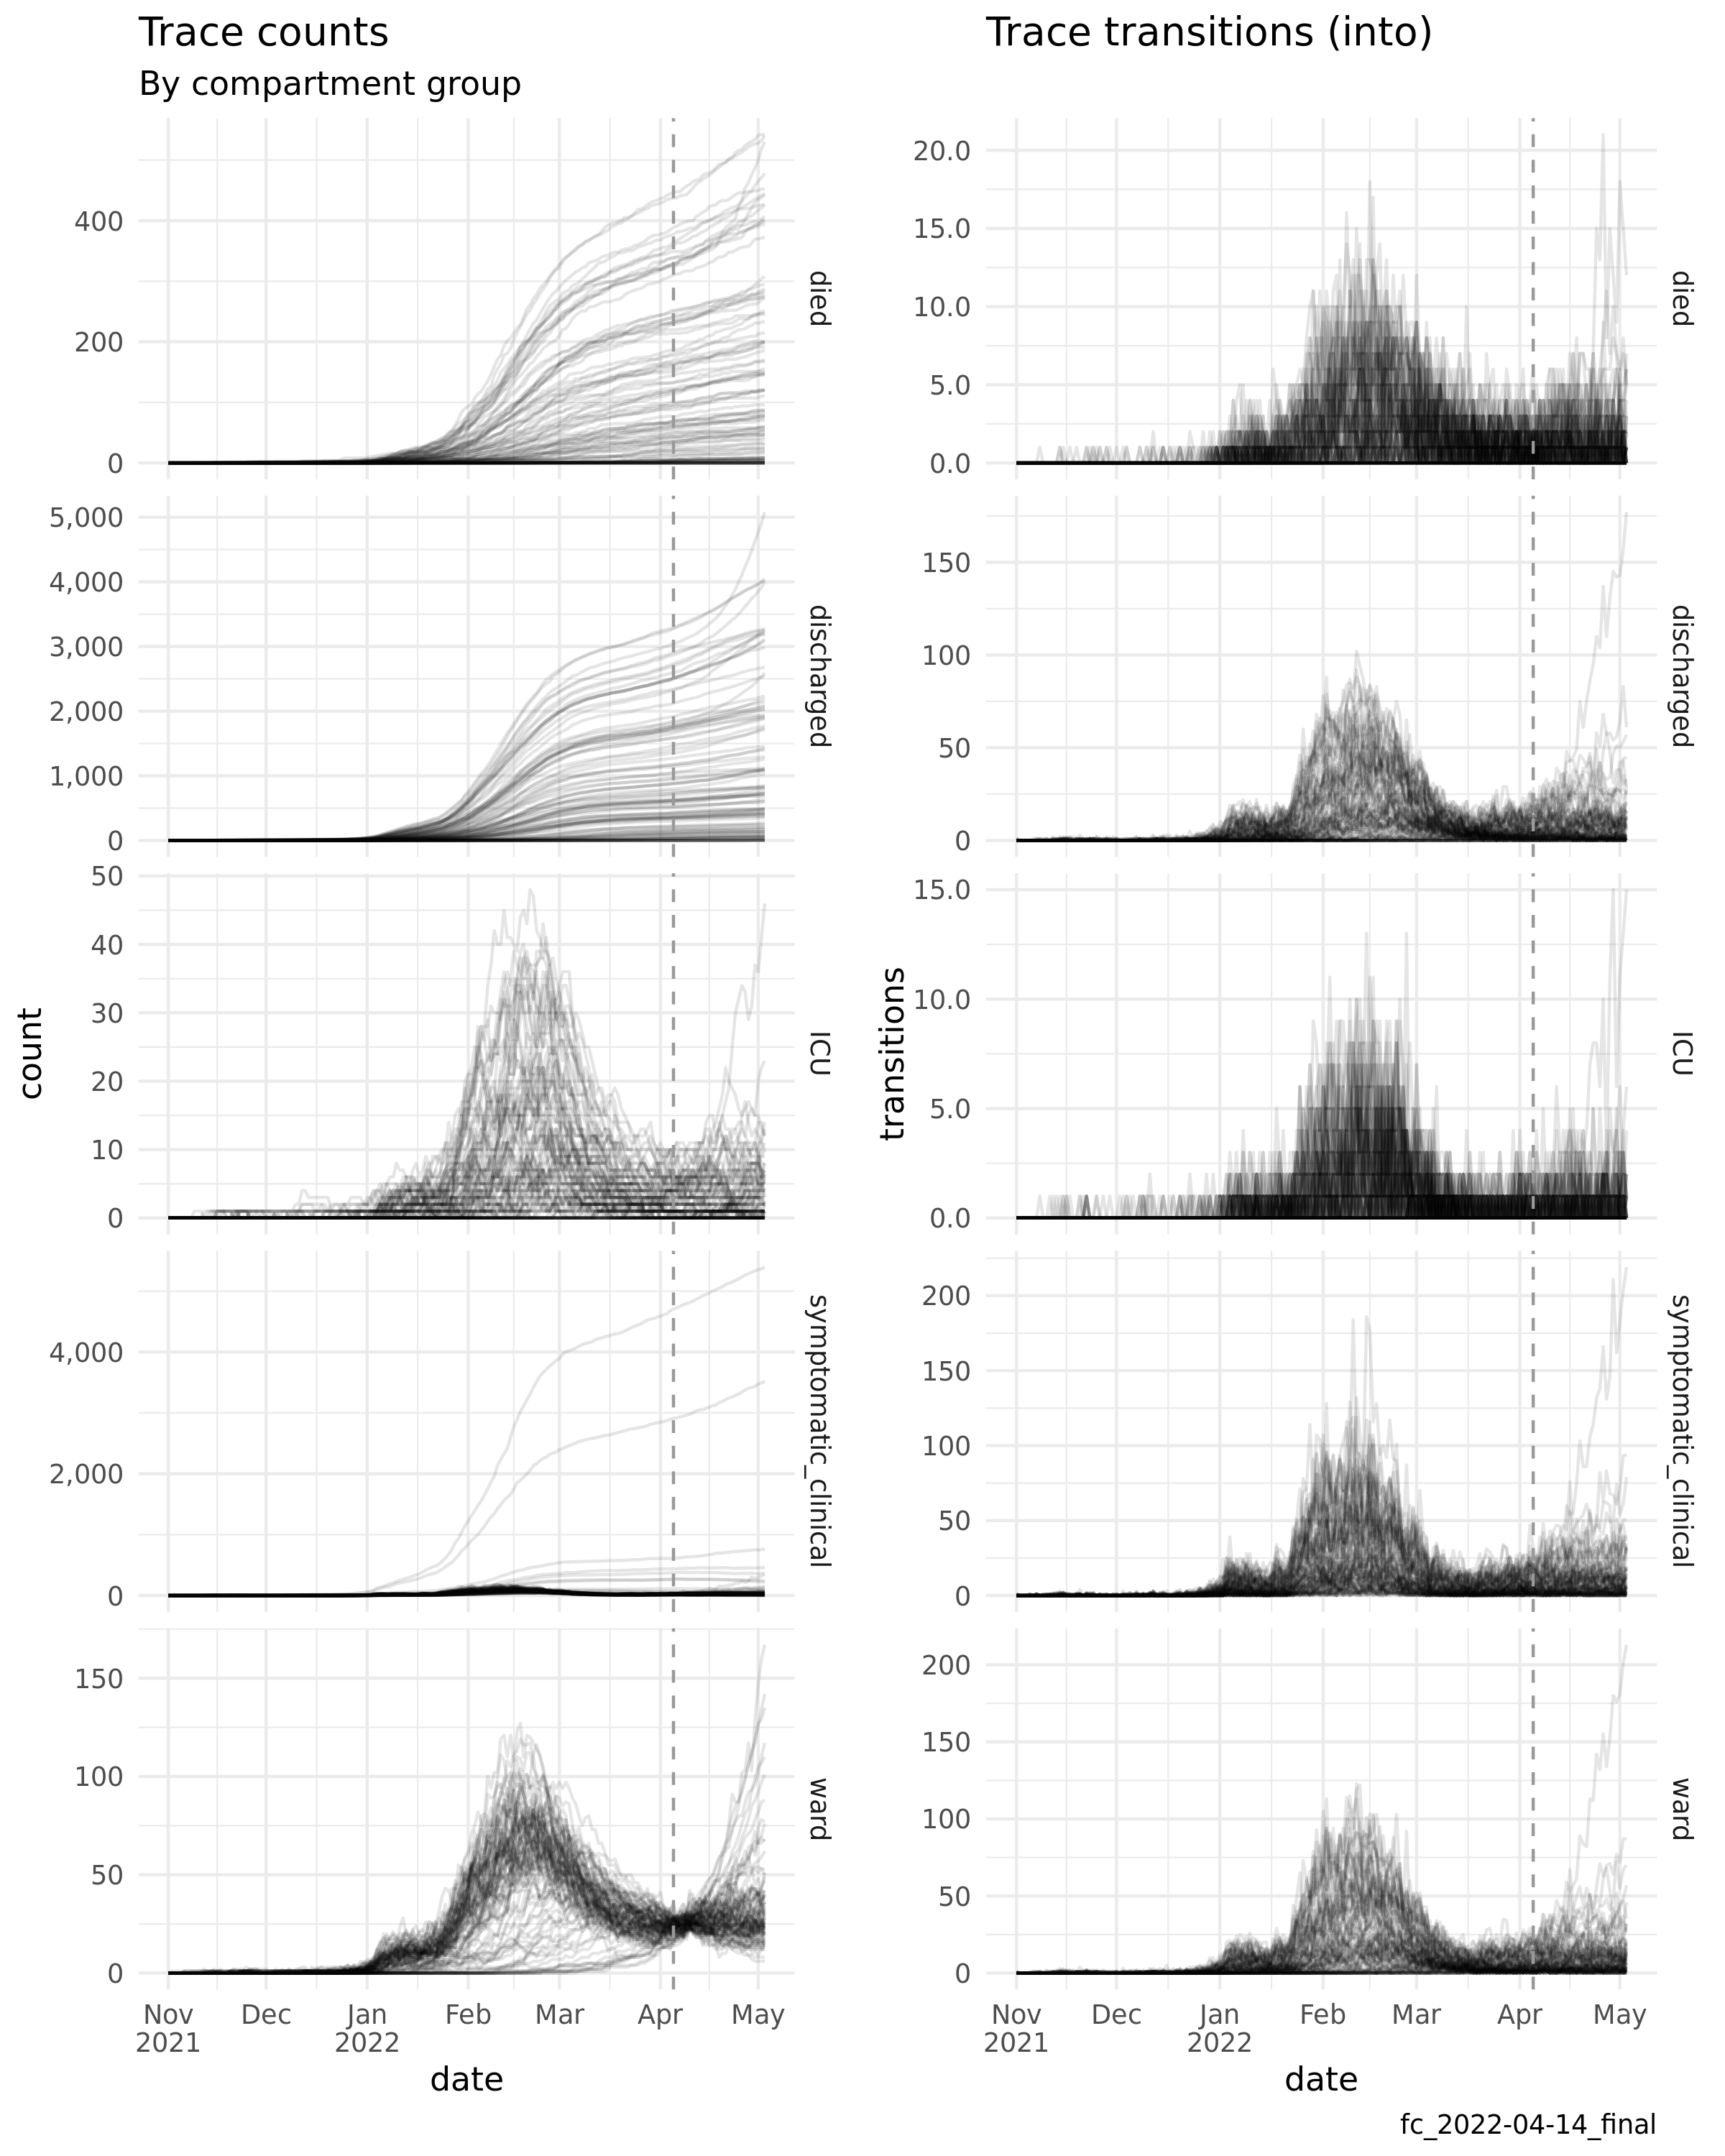 Trace counts
By compartment group
Trace transitions (into)
count
400
200
0
died
5,000
4,000
3,000
2,000
1,000
0
discharged
50
40
30
20
10
0
ICU
4,000
2,000
0
symptomatic_clinical
150
100
50
0
ward
Nov Dec Jan Feb Mar Apr May
2021 2022
date
transitions
20.0
15.0
10.0
5.0
0.0
died
150
100
50
0
discharged
15.0
10.0
5.0
0.0
ICU
200
150
100
50
0
symptomatic_clinical
200
150
100
50
0
ward
Nov Dec Jan Feb Mar Apr May
2021 2022
date
fc_2022-04-14_final